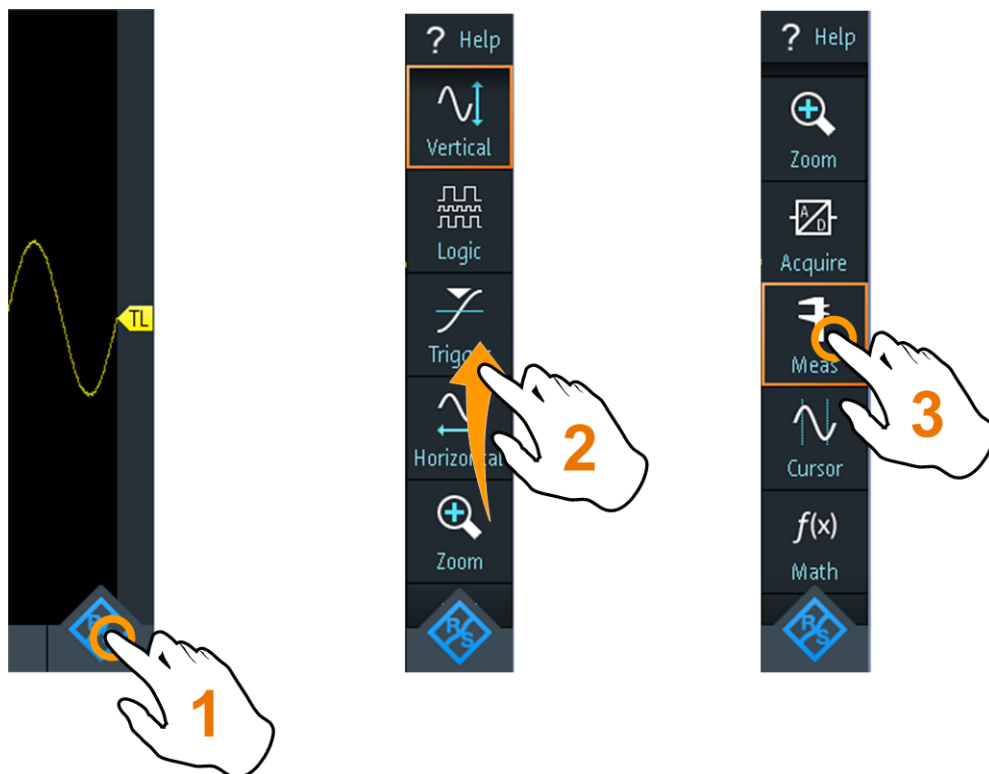 TL
R
1
? Help
Vertical
Logic
Trigger
Horizontal
Zoom
R/S
2
? Help
Zoom
A/D
Acquire
Meas
Cursor
f(x)
Math
R/S
3